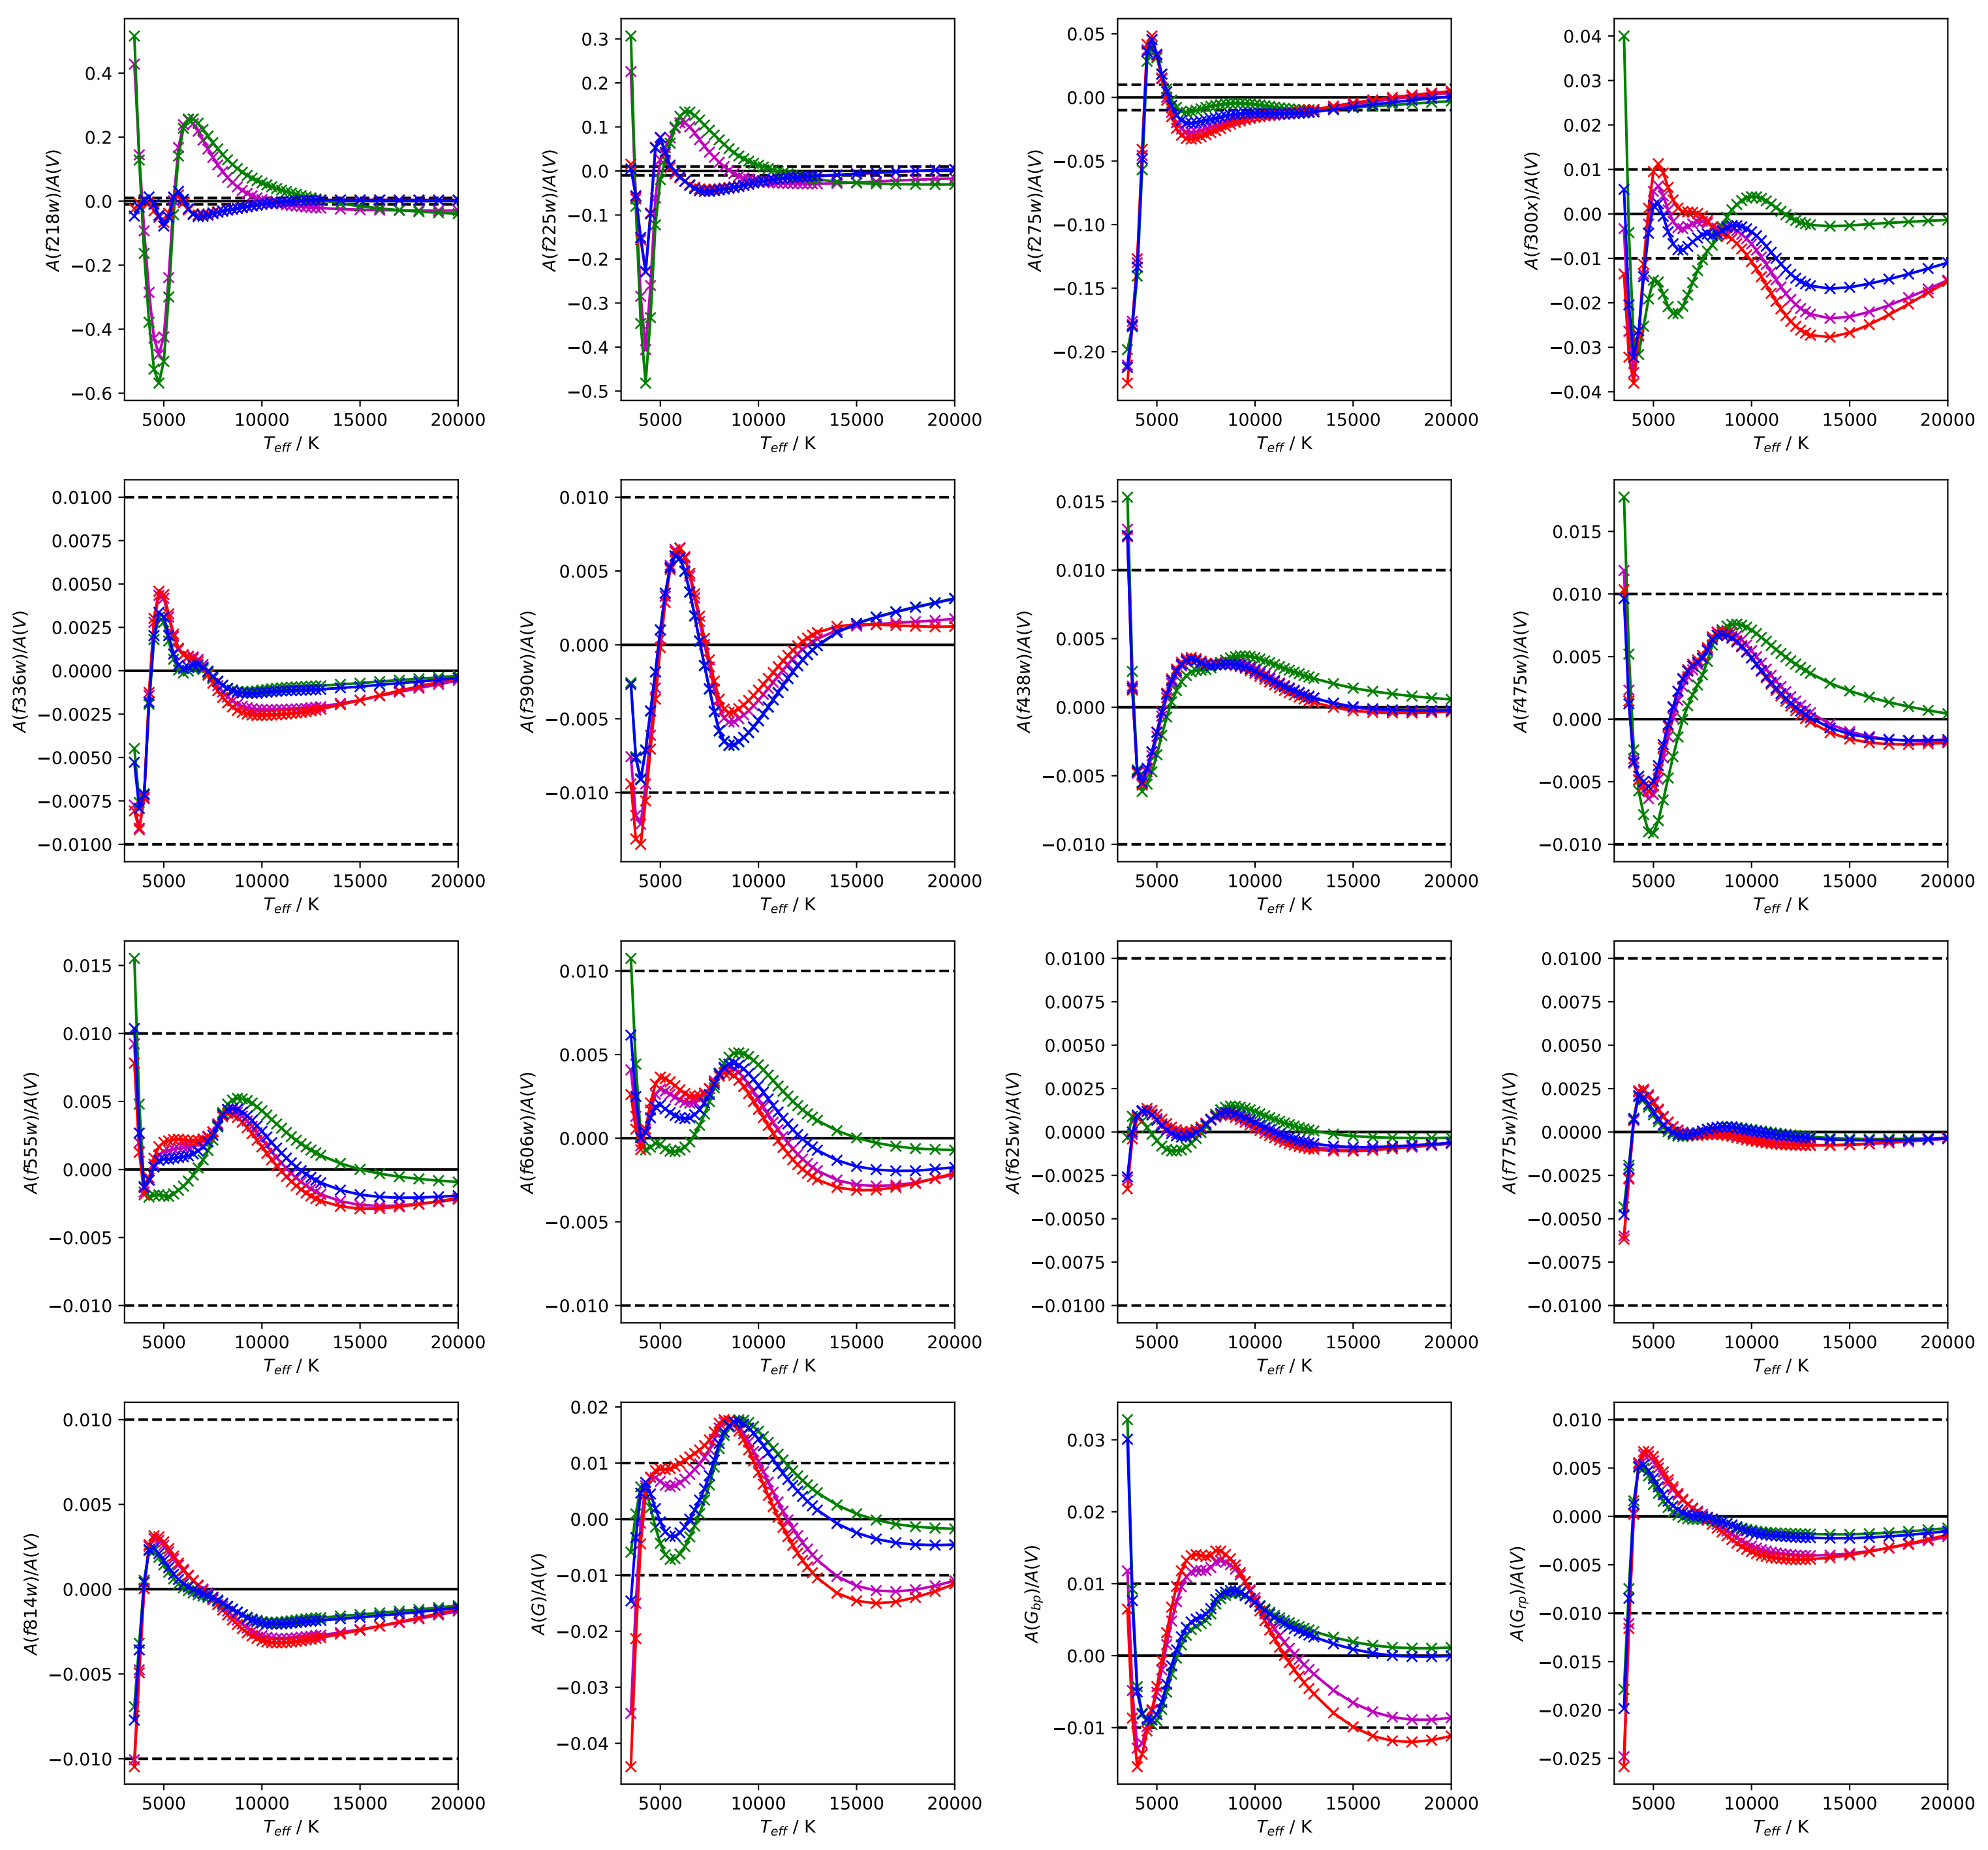 A(f218w)/A(V)
0.4
0.2
0.0
−0.2
−0.4
−0.6
5000 10000 15000 20000
T_eff / K
A(f225w)/A(V)
0.3
0.2
0.1
0.0
−0.1
−0.2
−0.3
−0.4
−0.5
5000 10000 15000 20000
T_eff / K
A(f275w)/A(V)
0.05
0.00
−0.05
−0.10
−0.15
−0.20
5000 10000 15000 20000
T_eff / K
A(f300x)/A(V)
0.04
0.03
0.02
0.01
0.00
−0.01
−0.02
−0.03
−0.04
5000 10000 15000 20000
T_eff / K
A(f336w)/A(V)
0.0100
0.0075
0.0050
0.0025
0.0000
−0.0025
−0.0050
−0.0075
−0.0100
5000 10000 15000 20000
T_eff / K
A(f390w)/A(V)
0.010
0.005
0.000
−0.005
−0.010
5000 10000 15000 20000
T_eff / K
A(f438w)/A(V)
0.015
0.010
0.005
0.000
−0.005
−0.010
5000 10000 15000 20000
T_eff / K
A(f475w)/A(V)
0.015
0.010
0.005
0.000
−0.005
−0.010
5000 10000 15000 20000
T_eff / K
A(f555w)/A(V)
0.015
0.010
0.005
0.000
−0.005
−0.010
5000 10000 15000 20000
T_eff / K
A(f606w)/A(V)
0.010
0.005
0.000
−0.005
−0.010
5000 10000 15000 20000
T_eff / K
A(f625w)/A(V)
0.0100
0.0075
0.0050
0.0025
0.0000
−0.0025
−0.0050
−0.0075
−0.0100
5000 10000 15000 20000
T_eff / K
A(f775w)/A(V)
0.0100
0.0075
0.0050
0.0025
0.0000
−0.0025
−0.0050
−0.0075
−0.0100
5000 10000 15000 20000
T_eff / K
A(f814w)/A(V)
0.010
0.005
0.000
−0.005
−0.010
5000 10000 15000 20000
T_eff / K
A(G)/A(V)
0.02
0.01
0.00
−0.01
−0.02
−0.03
−0.04
5000 10000 15000 20000
T_eff / K
A(G_bp)/A(V)
0.03
0.02
0.01
0.00
−0.01
5000 10000 15000 20000
T_eff / K
A(G_rp)/A(V)
0.010
0.005
0.000
−0.005
−0.010
−0.015
−0.020
−0.025
5000 10000 15000 20000
T_eff / K